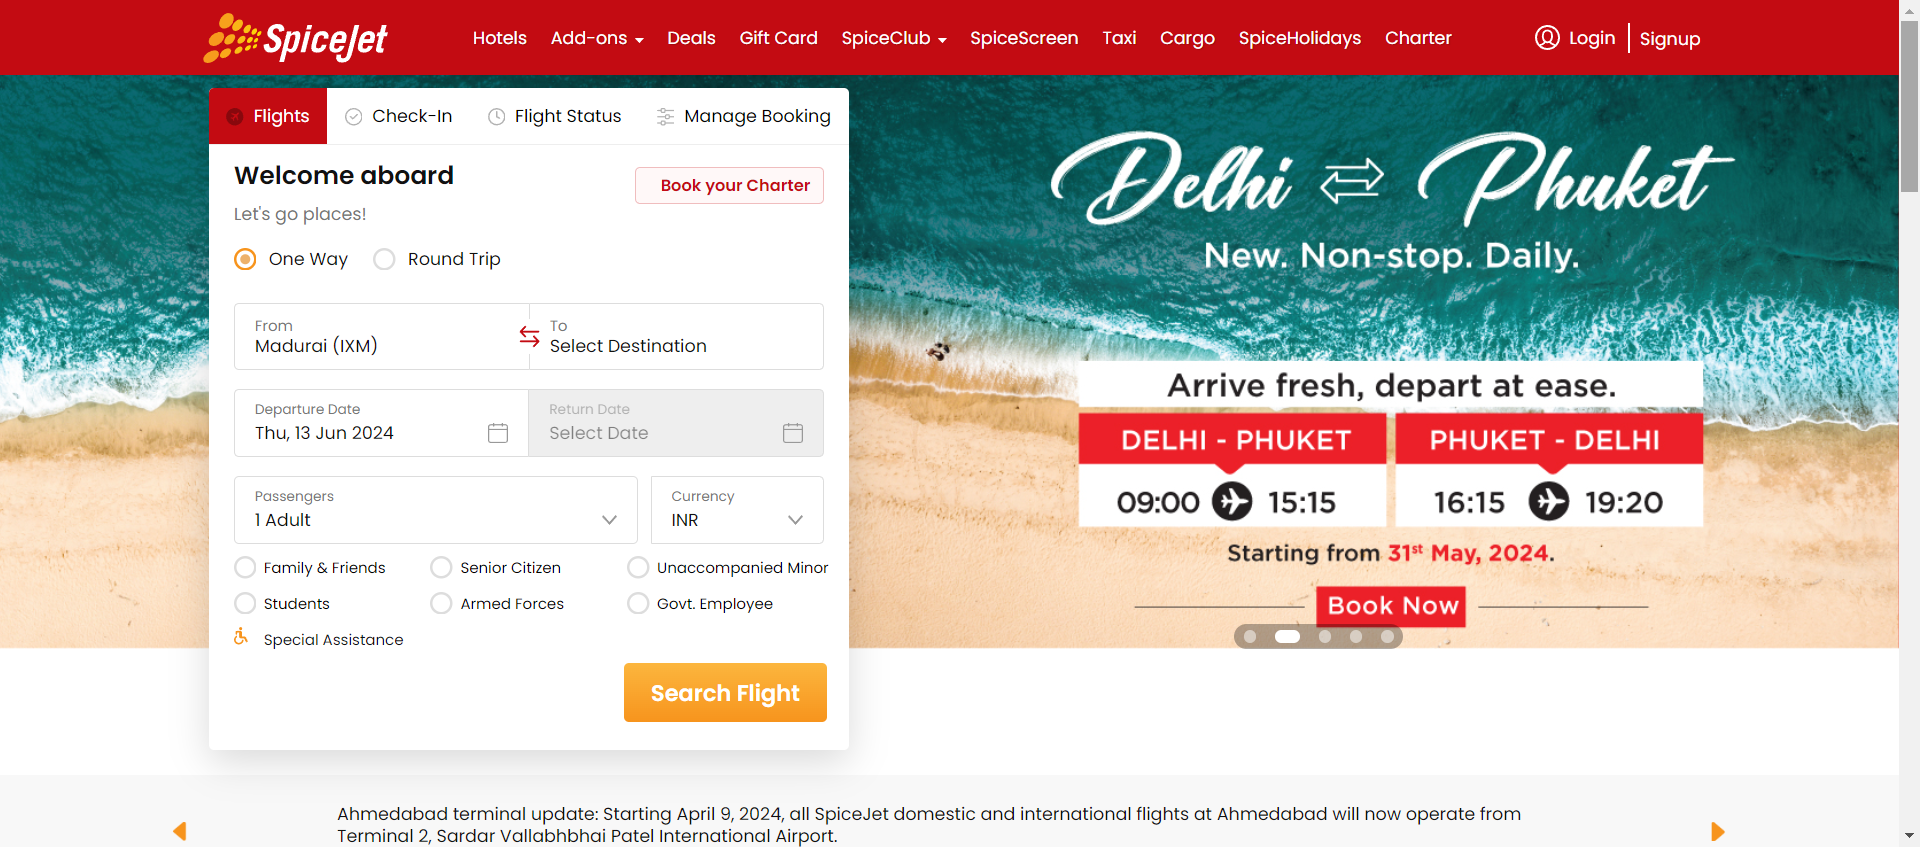 SpiceJet
Hotels Add-ons Deals Gift Card SpiceClub SpiceScreen Taxi Cargo SpiceHolidays Charter Login Signup
Flights Check-In Flight Status Manage Booking
Welcome aboard
Book your Charter
Let's go places!
One Way Round Trip
From
Madurai (IXM)
To
Select Destination
Departure Date
Thu, 13 Jun 2024
Return Date
Select Date
Passengers
1 Adult
Currency
INR
Family & Friends Senior Citizen Unaccompanied Minor
Students Armed Forces Govt. Employee
Special Assistance
Search Flight
Delhi Phuket
New. Non-stop. Daily.
Arrive fresh, depart at ease.
DELHI - PHUKET PHUKET - DELHI
09:00 15:15 16:15 19:20
Starting from 31st May, 2024.
Book Now
Ahmedabad terminal update: Starting April 9, 2024, all SpiceJet domestic and international flights at Ahmedabad will now operate from
Terminal 2, Sardar Vallabhbhai Patel International Airport.